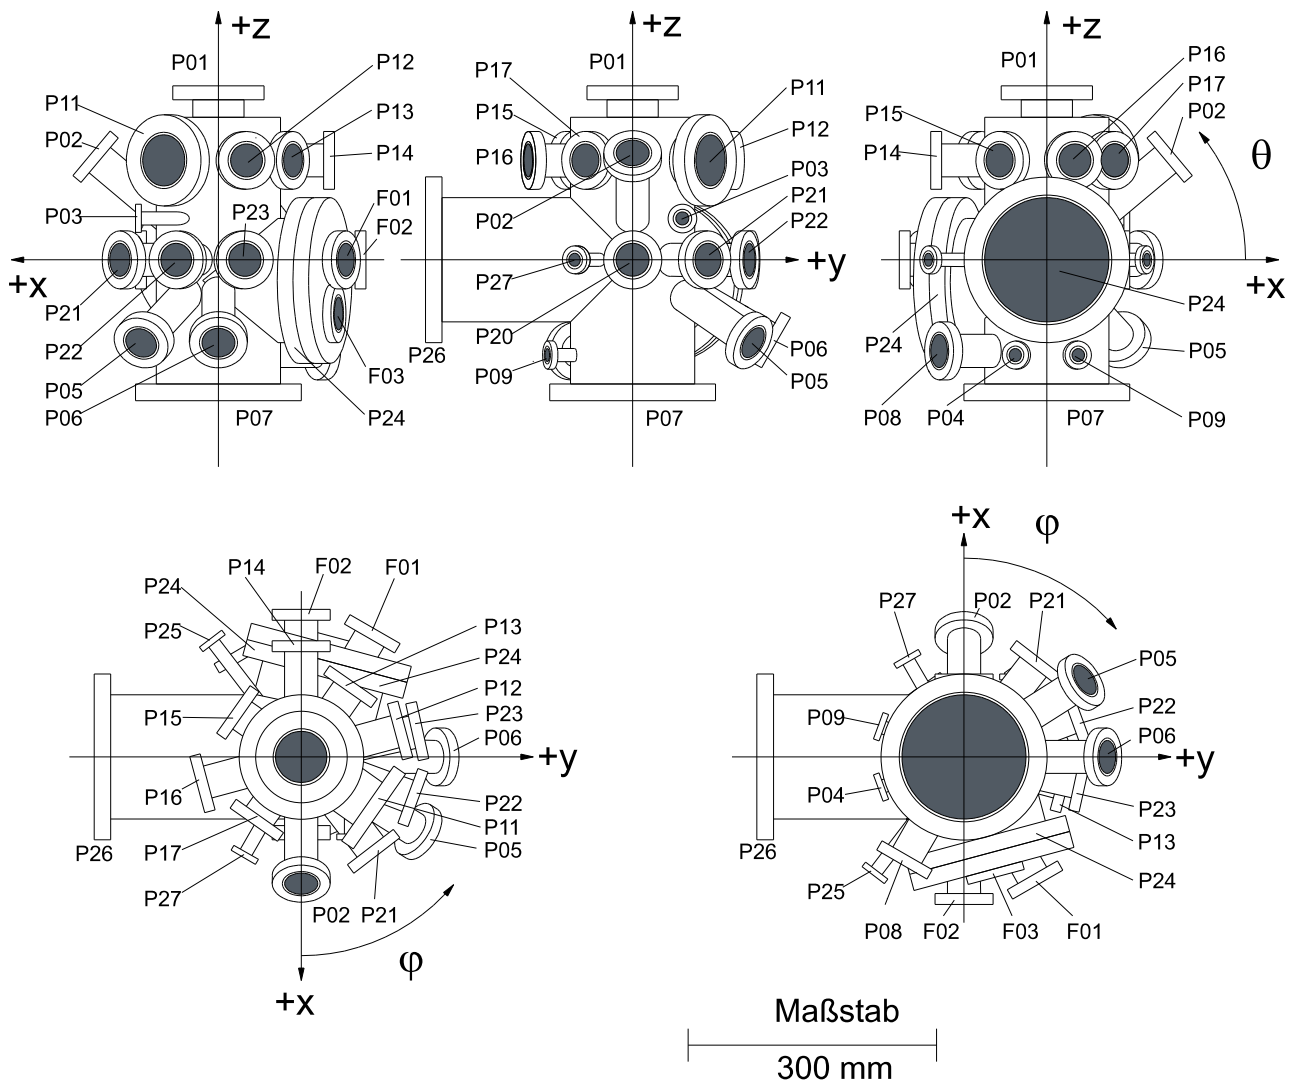 +z
P01
P12
P11
P13
P02
P14
P03
P23
F01
F02
+x
P21
P22
P05
P06
P07
F03
P24
+z
P01
P17
P11
P15
P12
P16
P03
P21
P02
P22
+y
P27
P20
P26
P09
P06
P05
P07
+z
P01
P16
P17
P15
P02
P14
θ
+x
P24
P24
P05
P08
P04
P07
P09
P14
F02
F01
P24
P25
P13
P24
P12
P15
P23
P06
+y
P16
P22
P11
P26
P17
P05
P27
P02
P21
φ
+x
+x
φ
P27
P02
P21
P05
P09
P22
P06
+y
P04
P23
P13
P26
P24
P25
P08
F02
F03
F01
Maßstab
300 mm